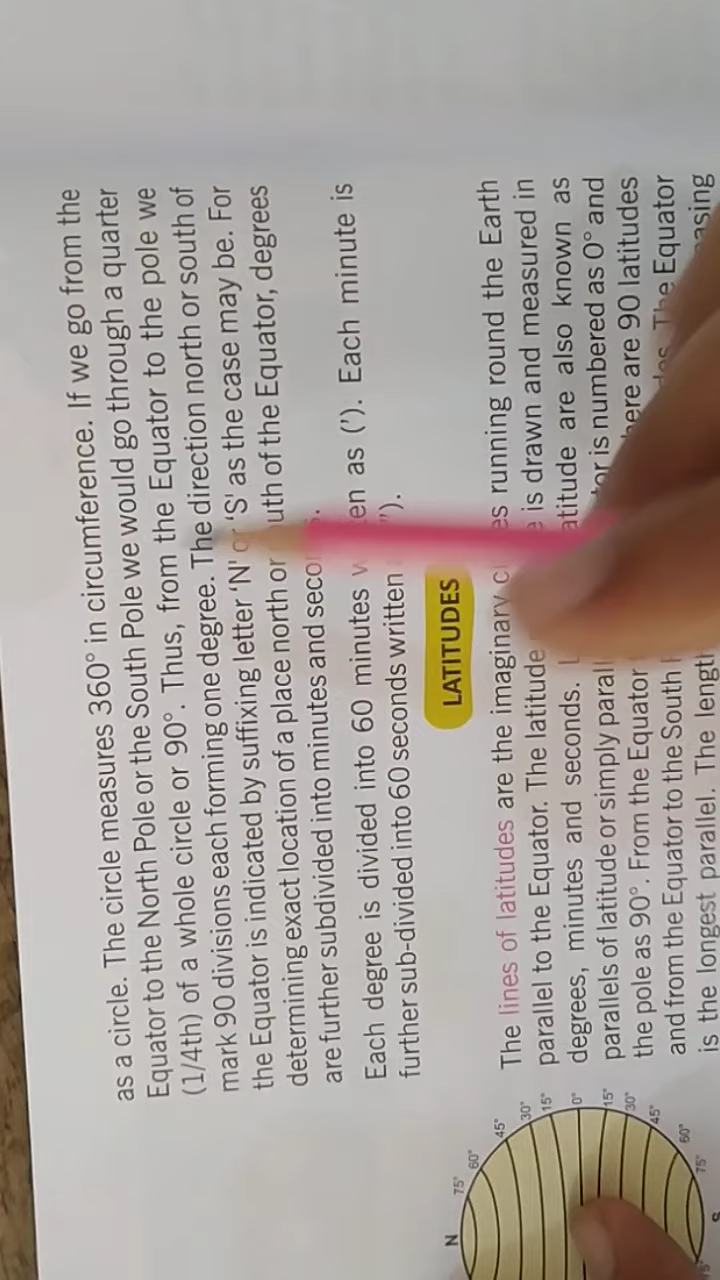 as a circle. The circle measures 360° in circumference. If we go from the
Equator to the North Pole or the South Pole we would go through a quarter
(1/4th) of a whole circle or 90°. Thus, from the Equator to the pole we
mark 90 divisions each forming one degree. The direction north or south of
the Equator is indicated by suffixing letter 'N' or 'S' as the case may be. For
determining exact location of a place north or of the Equator, degrees
are further subdivided into minutes and
Each degree is divided into 60 minutes as ('). Each minute is
further sub-divided into 60 seconds written
LATITUDES
The lines of latitudes are the imaginary running round the Earth
parallel to the Equator. The latitude is drawn and measured in
degrees, minutes and seconds. are also known as
parallels of latitude or simply is numbered as 0° and
the pole as 90°. From the Equator are 90 latitudes
and from the Equator to the South The Equator
is the longest parallel. The
N
75°
60°
45°
30°
15°
0°
15°
30°
45°
60°
75°
S